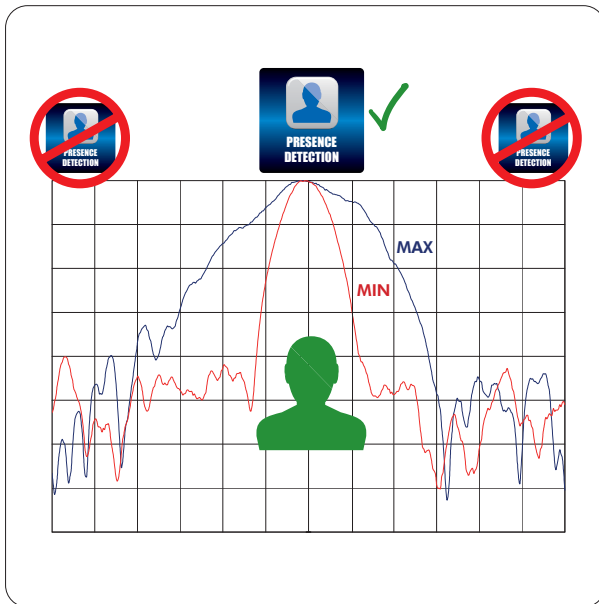 PRESENCE
DETECTION
PRESENCE
DETECTION
PRESENCE
DETECTION
MAX
MIN